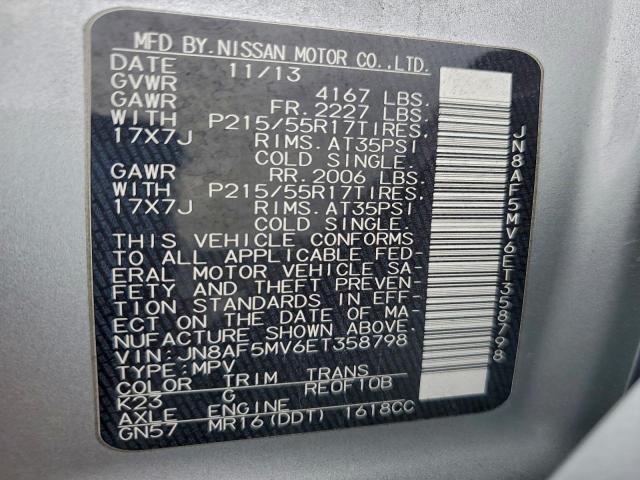 MFD BY.NISSAN MOTOR CO.,LTD.
DATE 11/13
GVWR 4167 LBS.
GAWR FR.2227 LBS.
WITH P215/55R17TIRES,
17X7J RIMS.AT35PSI
COLD SINGLE.
GAWR RR.2006 LBS.
WITH P215/55R17TIRES,
17X7J RIMS.AT35PSI
COLD SINGLE.
THIS VEHICLE CONFORMS
TO ALL APPLICABLE FED-
ERAL MOTOR VEHICLE SA-
FETY AND THEFT PREVEN-
TION STANDARDS IN EFF-
ECT ON THE DATE OF MA-
NUFACTURE SHOWN ABOVE.
VIN:JN8AF5MV6ET358798
TYPE:MPV
COLOR TRIM TRANS
K23 G RE0F10B
AXLE ENGINE
GN57 MR16(DDT) 1618CC
JN8AF5MV6ET358798